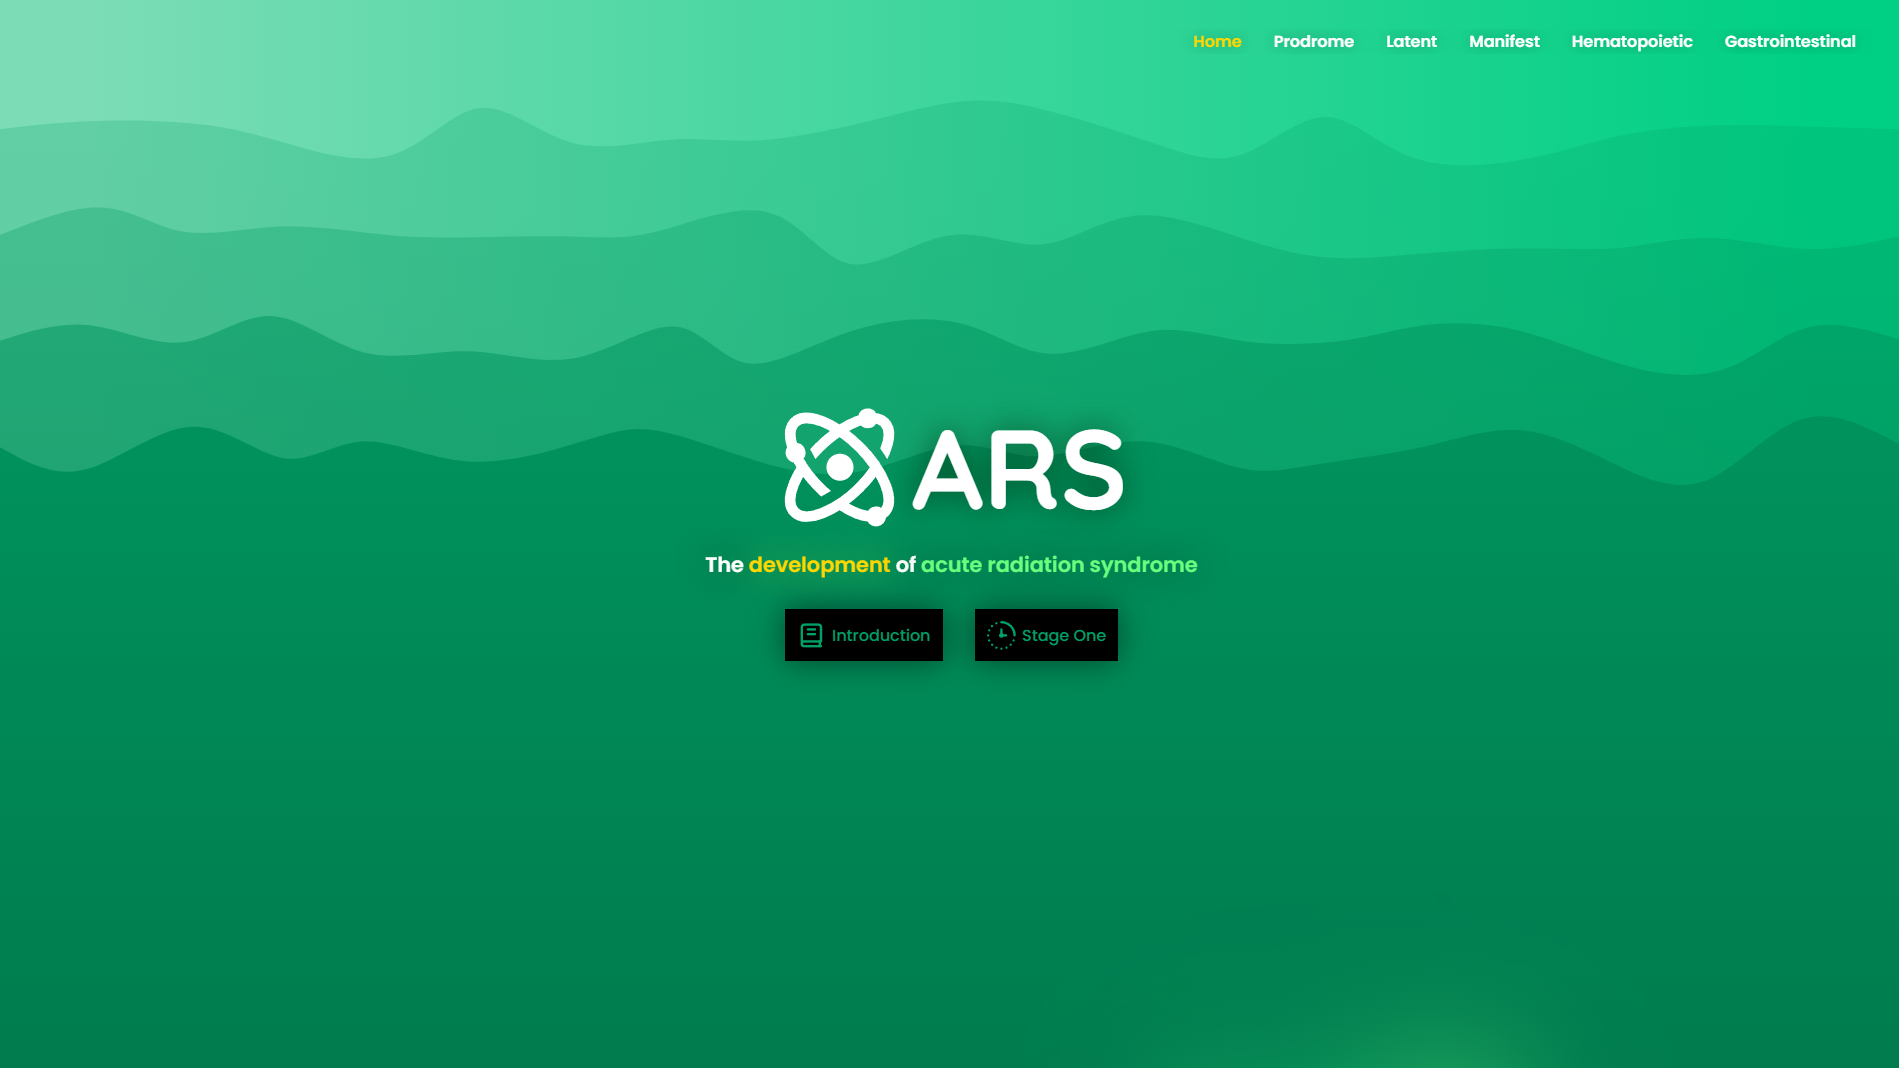 Home Prodrome Latent Manifest Hematopoietic Gastrointestinal
ARS
The development of acute radiation syndrome
Introduction Stage One